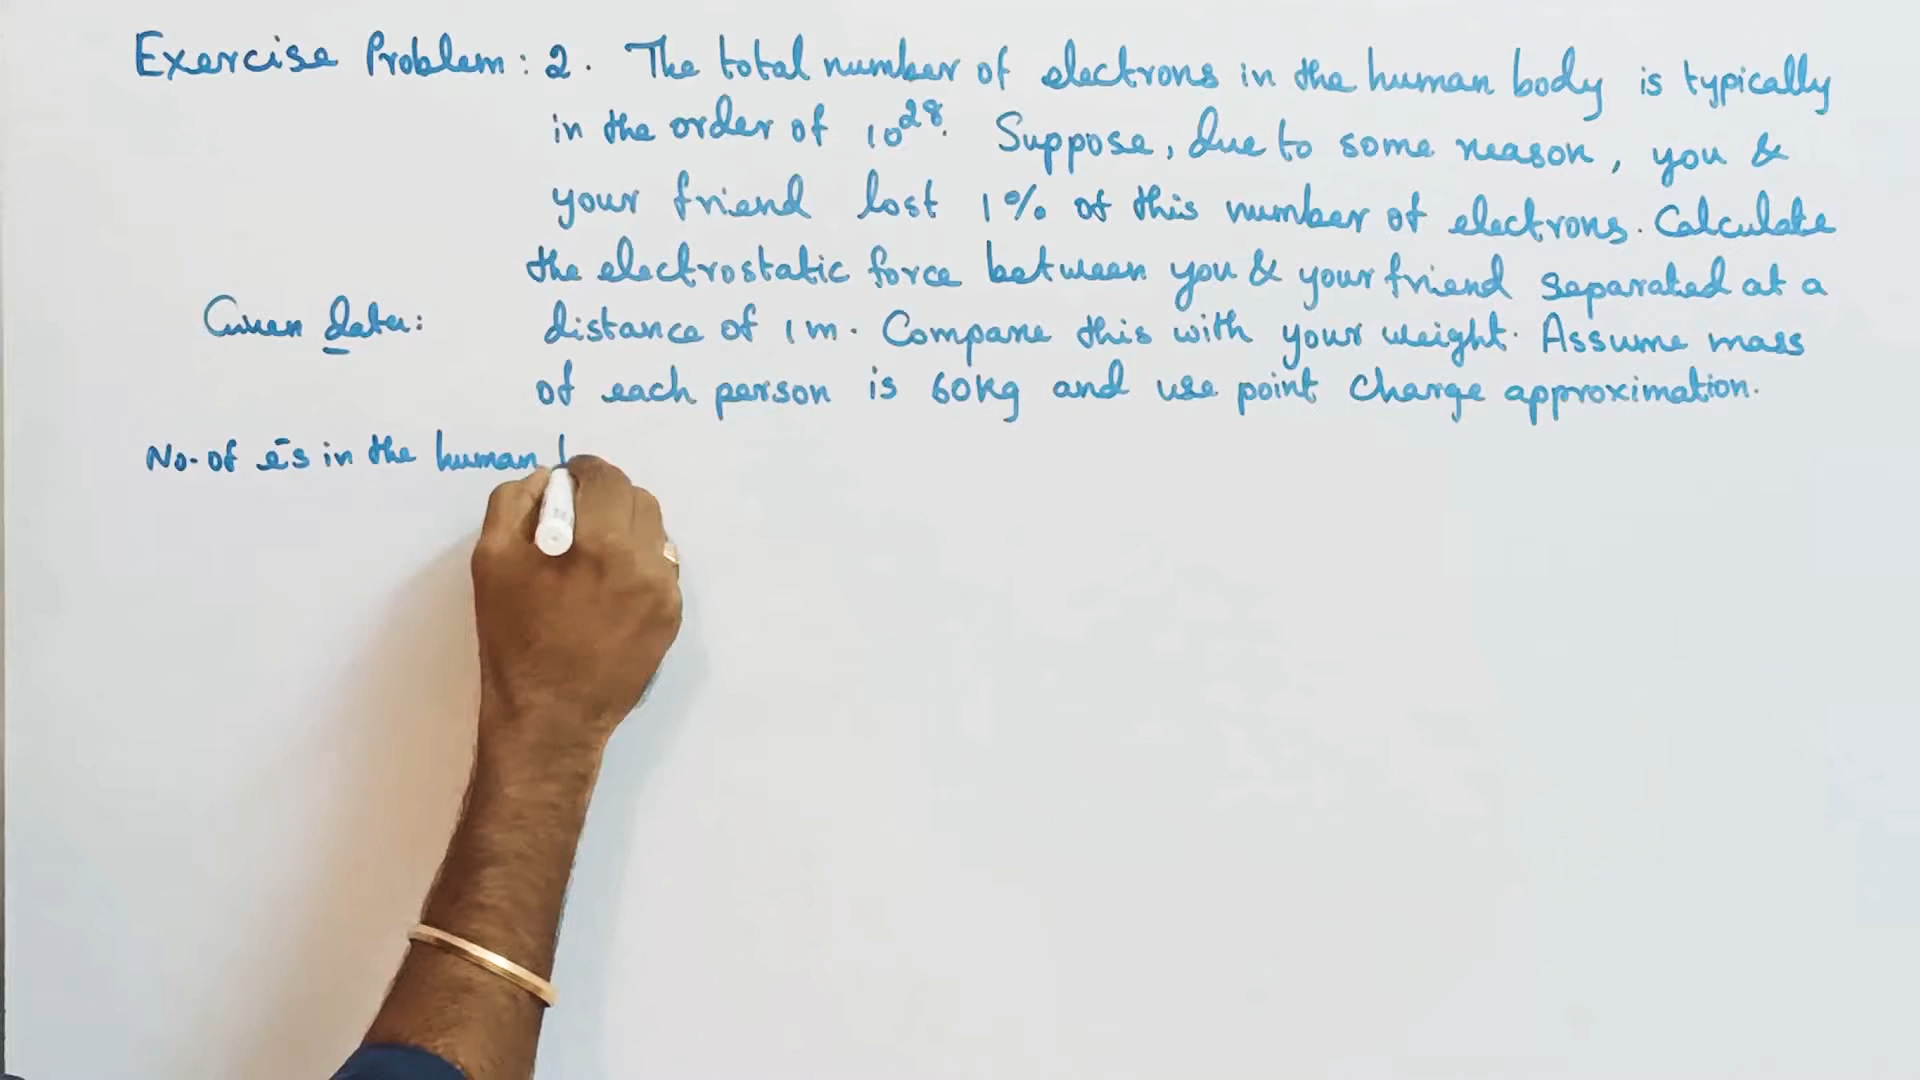 Exercise Problem: 2. The total number of electrons in the human body is typically
in the order of 10²⁸. Suppose, due to some reason, you &
your friend lost 1% of this number of electrons. Calculate
the electrostatic force between you & your friend separated at a
Given data: distance of 1m. Compare this with your weight. Assume mass
of each person is 60kg and use point charge approximation.
No. of e⁻s in the human